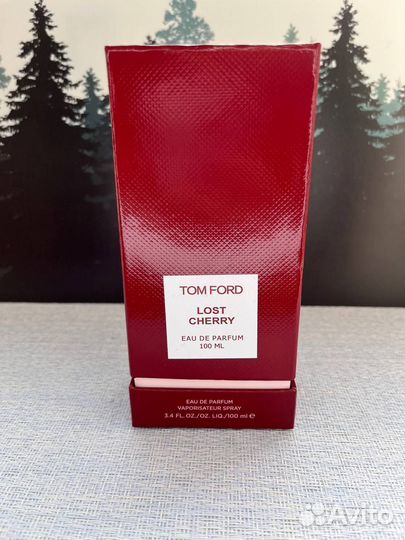 TOM FORD
LOST
CHERRY
EAU DE PARFUM
100 ML
EAU DE PARFUM
VAPORISATEUR SPRAY
3.4 FL.OZ./OZ. LIQ./100 ml ℮
Avito